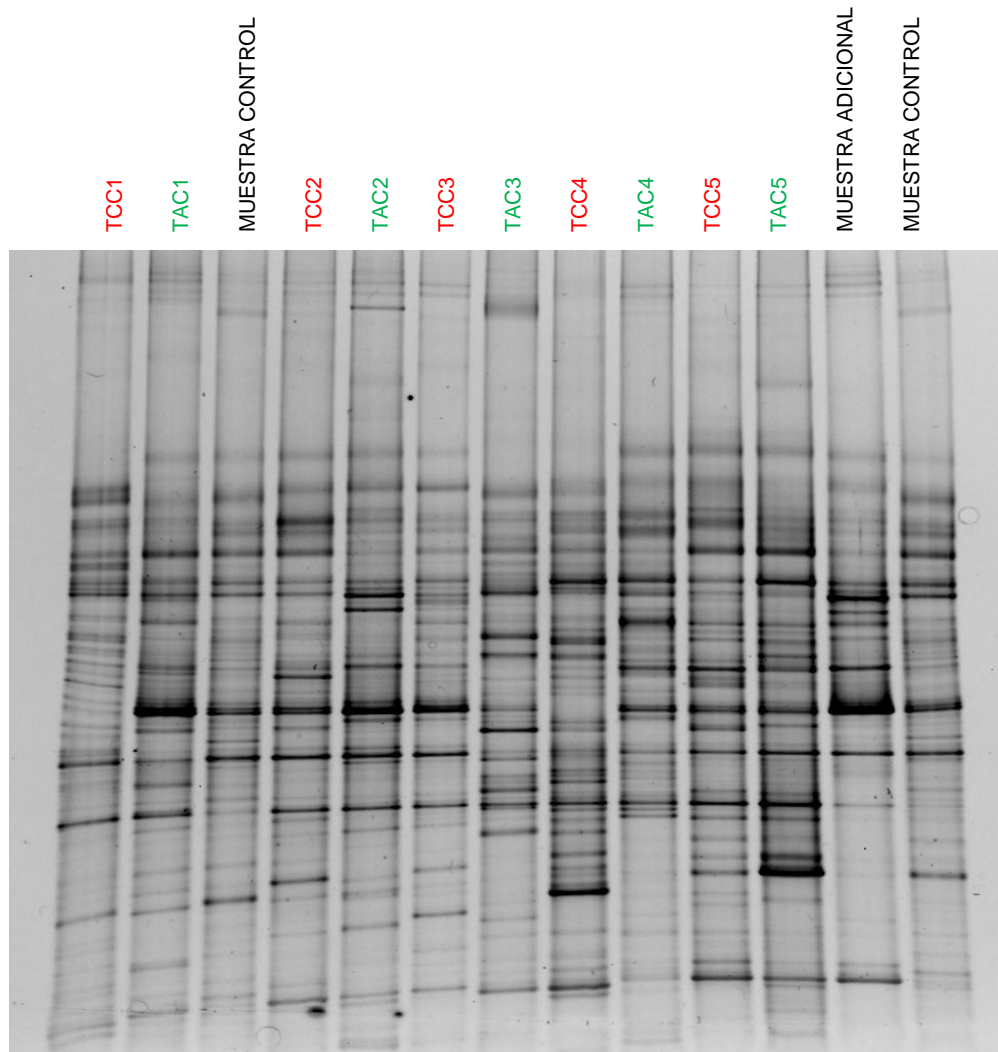 TCC1
TAC1
MUESTRA CONTROL
TCC2
TAC2
TCC3
TAC3
TCC4
TAC4
TCC5
TAC5
MUESTRA ADICIONAL
MUESTRA CONTROL